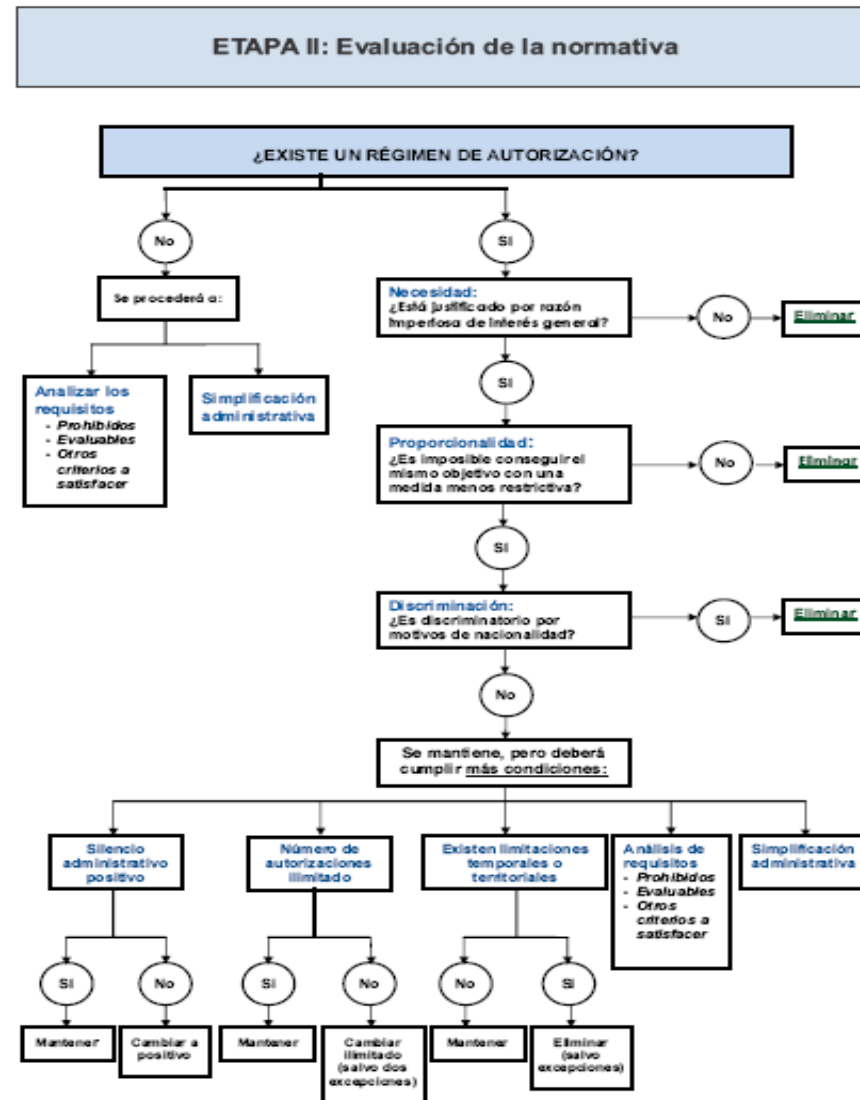 ETAPA II: Evaluación de la normativa
¿EXISTE UN RÉGIMEN DE AUTORIZACIÓN?
No
SI
Se procederá a:
Necesidad:
¿Está justificado por razón
Imperiosa de Interés general?
No
Eliminar
SI
Analizar los
requisitos
- Prohibidos
- Evaluables
- Otros
criterios a
satisfacer
Simplificación
administrativa
Proporcionalidad:
¿Es imposible conseguir el
mismo objetivo con una
medida menos restrictiva?
No
Eliminar
SI
Discriminación:
¿Es discriminatorio por
motivos de nacionalidad?
SI
Eliminar
No
Se mantiene, pero deberá
cumplir más condiciones:
Silencio
administrativo
positivo
Número de
autorizaciones
ilimitado
Existen limitaciones
temporales o
territoriales
Análisis de
requisitos
- Prohibidos
- Evaluables
- Otros
criterios a
satisfacer
Simplificación
administrativa
SI
No
SI
No
No
SI
Mantener
Cambiar a
positivo
Mantener
Cambiar
ilimitado
(salvo dos
excepciones)
Mantener
Eliminar
(salvo
excepciones)